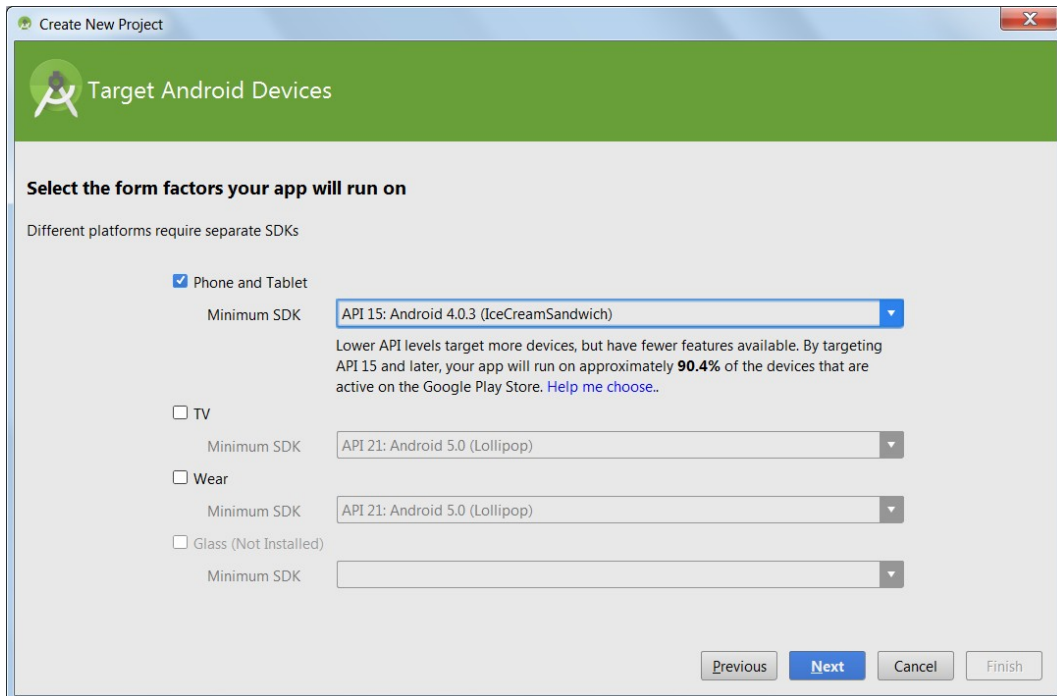 Create New Project
Target Android Devices
Select the form factors your app will run on
Different platforms require separate SDKs
Phone and Tablet
Minimum SDK API 15: Android 4.0.3 (IceCreamSandwich)
Lower API levels target more devices, but have fewer features available. By targeting
API 15 and later, your app will run on approximately 90.4% of the devices that are
active on the Google Play Store. Help me choose..
TV
Minimum SDK API 21: Android 5.0 (Lollipop)
Wear
Minimum SDK API 21: Android 5.0 (Lollipop)
Glass (Not Installed)
Minimum SDK
Previous Next Cancel Finish